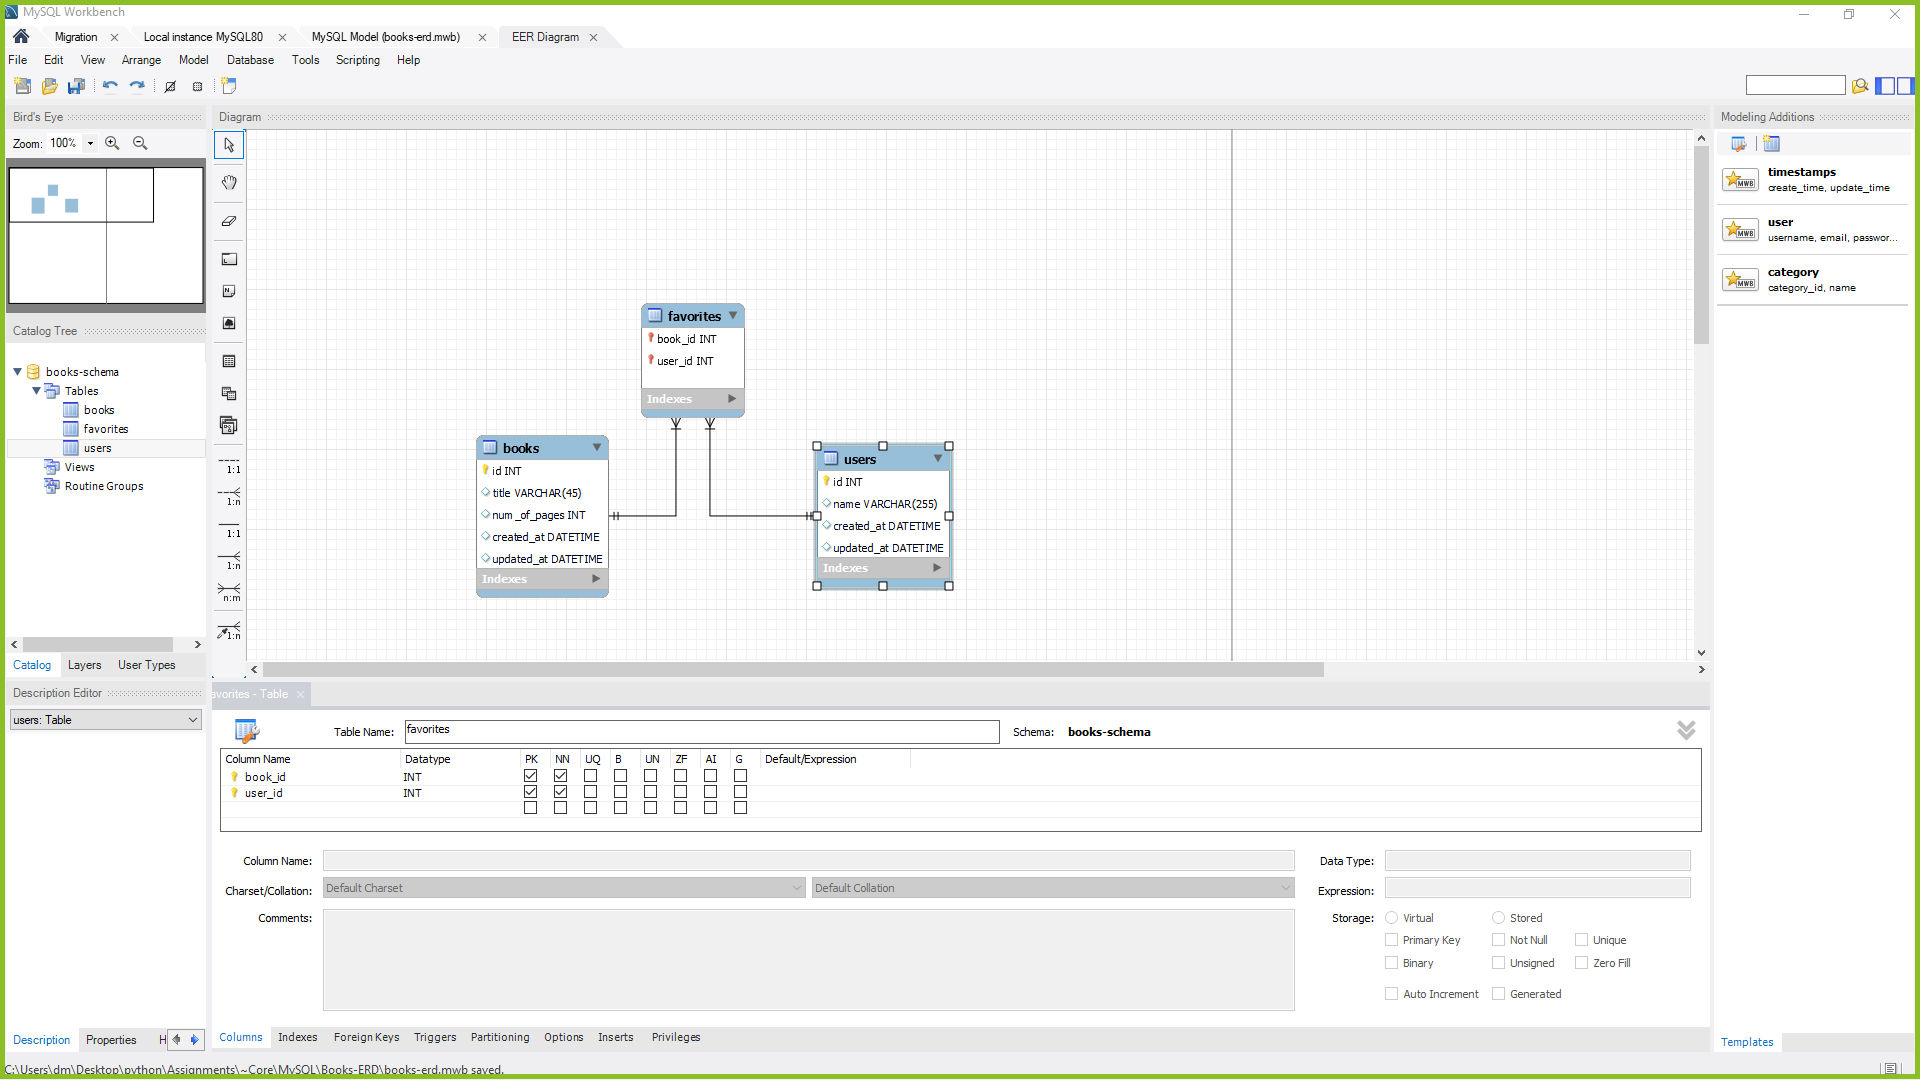 MySQL Workbench
Migration
Local instance MySQL80
MySQL Model (books-erd.mwb)
EER Diagram
File Edit View Arrange Model Database Tools Scripting Help
Bird's Eye
Zoom: 100%
Diagram
Modeling Additions
timestamps
create_time, update_time
user
username, email, passwor...
category
category_id, name
Catalog Tree
books-schema
Tables
books
favorites
users
Views
Routine Groups
Catalog Layers User Types
1:1
1:n
1:1
1:n
n:m
1:n
favorites
book_id INT
user_id INT
Indexes
books
id INT
title VARCHAR(45)
num_of_pages INT
created_at DATETIME
updated_at DATETIME
Indexes
users
id INT
name VARCHAR(255)
created_at DATETIME
updated_at DATETIME
Indexes
Description Editor
users: Table
avorites - Table
Table Name: favorites Schema: books-schema
Column Name Datatype PK NN UQ B UN ZF AI G Default/Expression
book_id INT
user_id INT
Column Name: Data Type:
Charset/Collation: Default Charset Default Collation Expression:
Comments: Storage: Virtual Stored
Primary Key Not Null Unique
Binary Unsigned Zero Fill
Auto Increment Generated
Columns Indexes Foreign Keys Triggers Partitioning Options Inserts Privileges
Description Properties H
Templates
C:\Users\dm\Desktop\python\Assignments\~Core\MySQL\Books-ERD\books-erd.mwb saved.